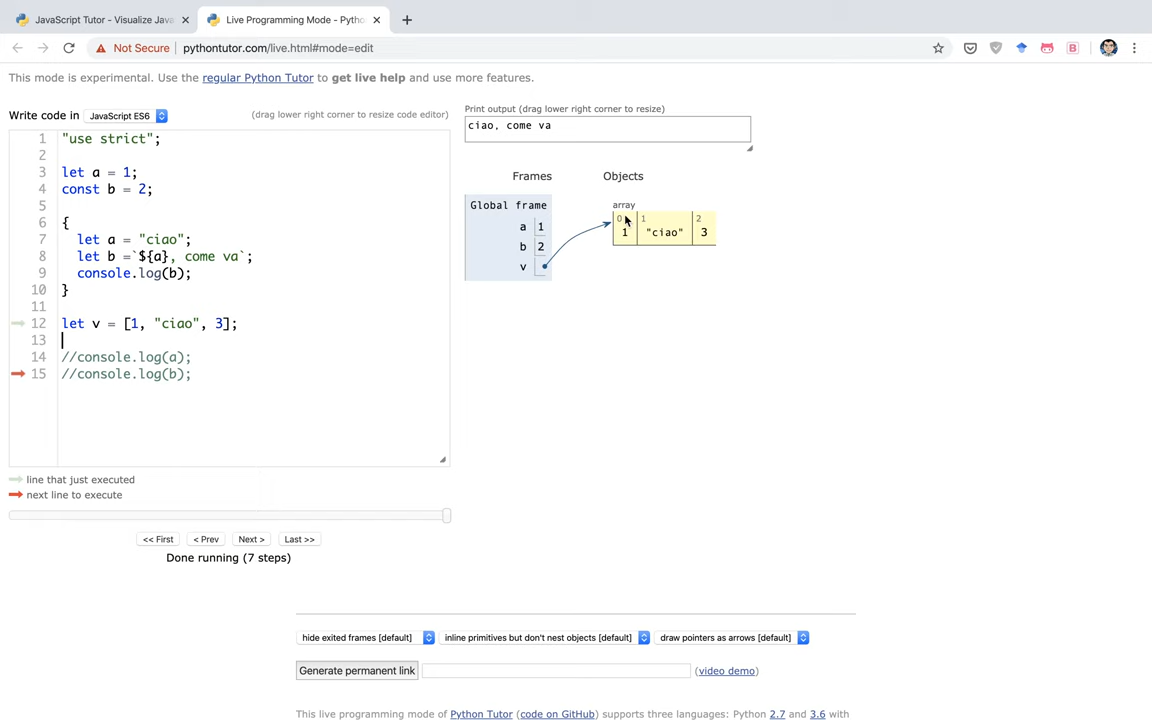 JavaScript Tutor - Visualize Java
Live Programming Mode - Pytho
Not Secure
pythontutor.com/live.html#mode=edit
This mode is experimental. Use the regular Python Tutor to get live help and use more features.
Write code in JavaScript ES6
(drag lower right corner to resize code editor)
1 "use strict";
2
3 let a = 1;
4 const b = 2;
5
6 {
7 let a = "ciao";
8 let b =`${a}, come va`;
9 console.log(b);
10 }
11
12 let v = [1, "ciao", 3];
13
14 //console.log(a);
15 //console.log(b);
line that just executed
next line to execute
<< First < Prev Next > Last >>
Done running (7 steps)
Print output (drag lower right corner to resize)
ciao, come va
Frames Objects
Global frame
a 1
b 2
v
array
0 1 2
1 "ciao" 3
hide exited frames [default] inline primitives but don't nest objects [default] draw pointers as arrows [default]
Generate permanent link (video demo)
This live programming mode of Python Tutor (code on GitHub) supports three languages: Python 2.7 and 3.6 with